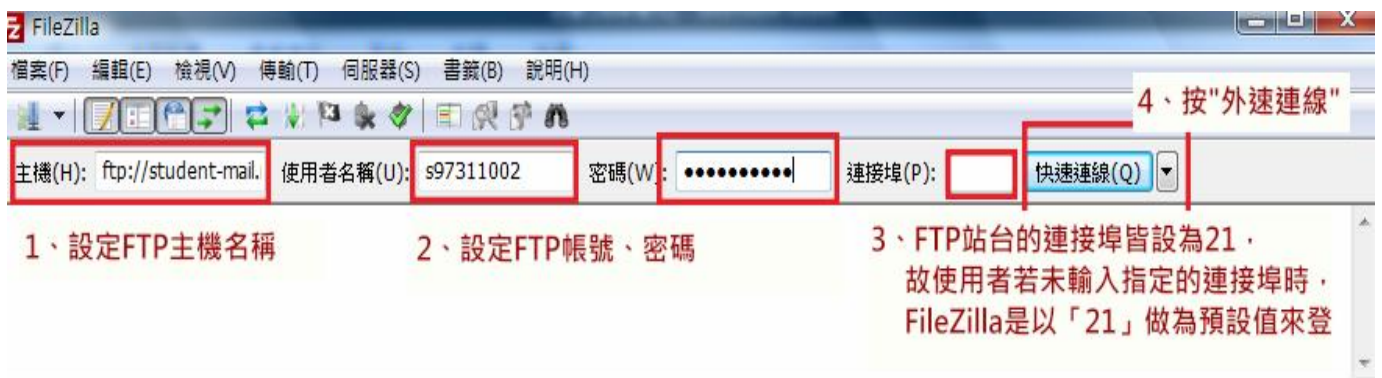 FileZilla
檔案(F) 編輯(E) 檢視(V) 傳輸(T) 伺服器(S) 書籤(B) 說明(H)
4、按"外速連線"
主機(H): ftp://student-mail. 使用者名稱(U): s97311002 密碼(W): ●●●●●●●●●● 連接埠(P): 快速連線(Q)
1、設定FTP主機名稱
2、設定FTP帳號、密碼
3、FTP站台的連接埠皆設為21，
故使用者若未輸入指定的連接埠時，
FileZilla是以「21」做為預設值來登